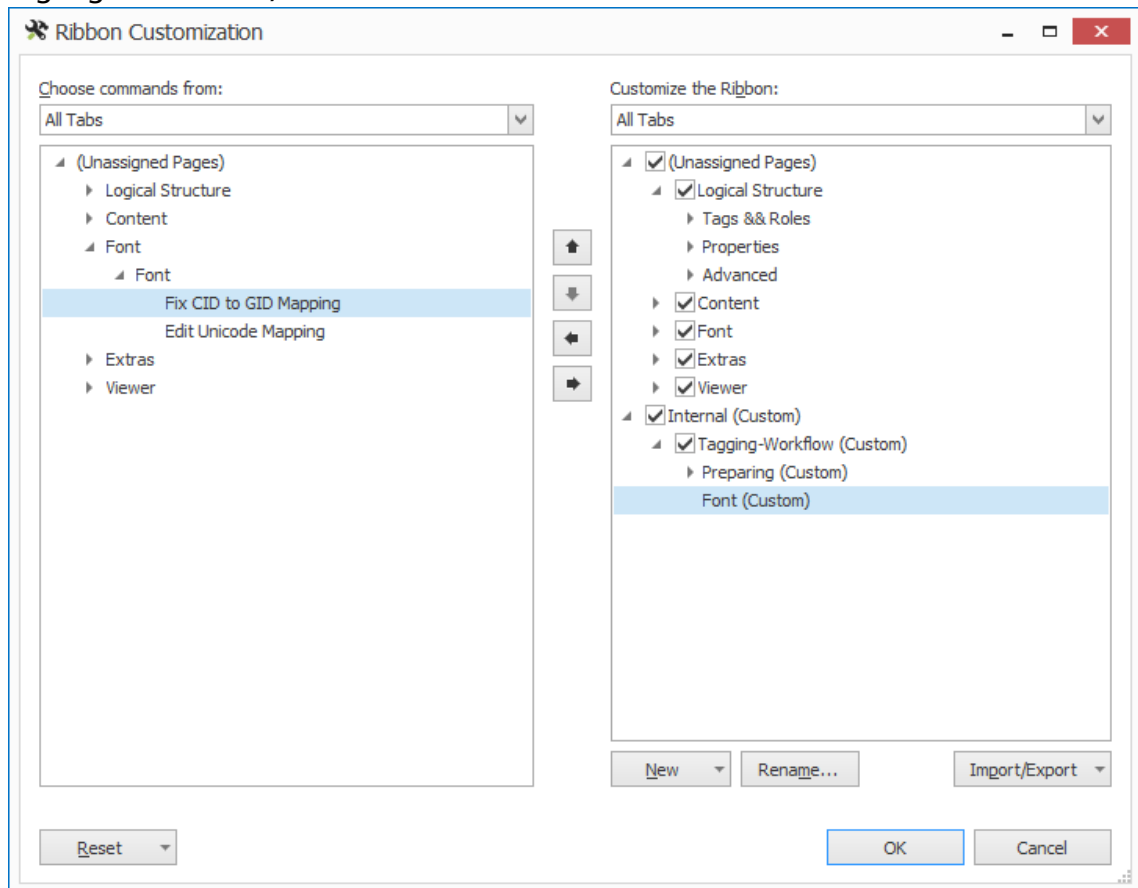 Ribbon Customization
Choose commands from:
All Tabs
(Unassigned Pages)
Logical Structure
Content
Font
Font
Fix CID to GID Mapping
Edit Unicode Mapping
Extras
Viewer
Customize the Ribbon:
All Tabs
(Unassigned Pages)
Logical Structure
Tags && Roles
Properties
Advanced
Content
Font
Extras
Viewer
Internal (Custom)
Tagging-Workflow (Custom)
Preparing (Custom)
Font (Custom)
New
Rename...
Import/Export
Reset
OK
Cancel